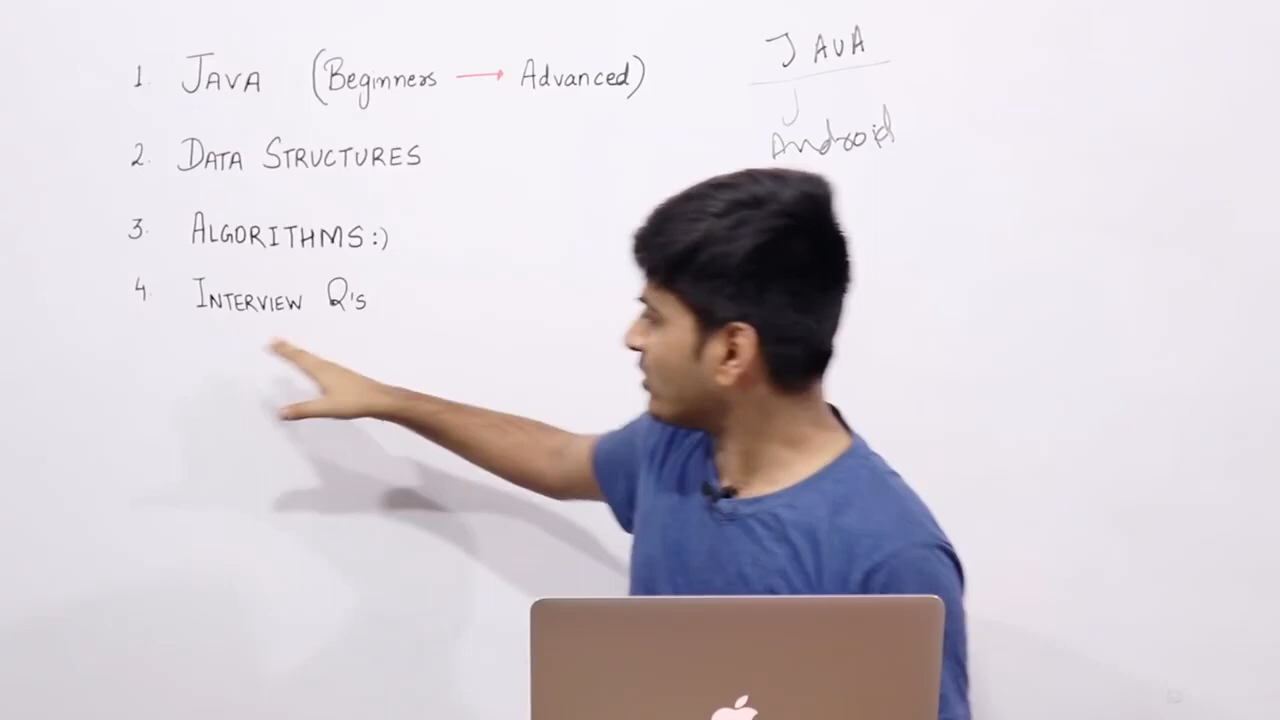 1. JAVA (Beginners → Advanced)
2. DATA STRUCTURES
3. ALGORITHMS:)
4. INTERVIEW Q's
JAVA
J
Android